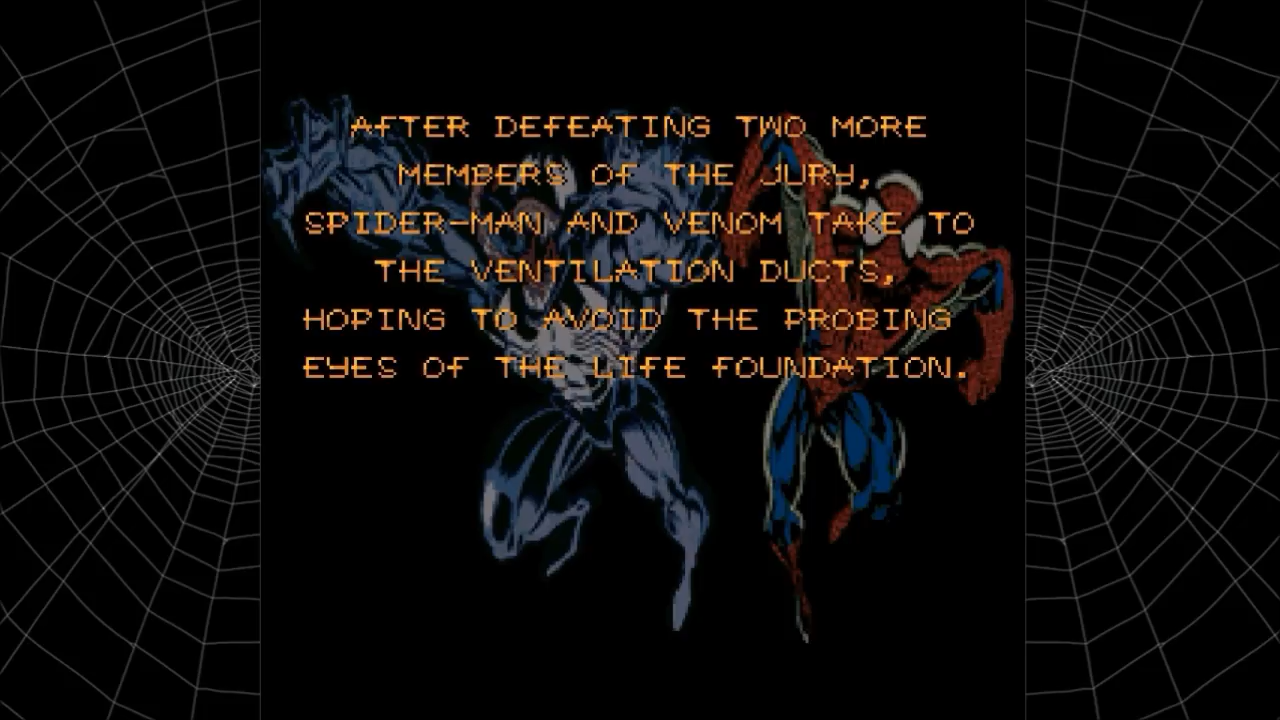 AFTER DEFEATING TWO MORE
MEMBERS OF THE JURY,
SPIDER-MAN AND VENOM TAKE TO
THE VENTILATION DUCTS,
HOPING TO AVOID THE PROBING
EYES OF THE LIFE FOUNDATION.